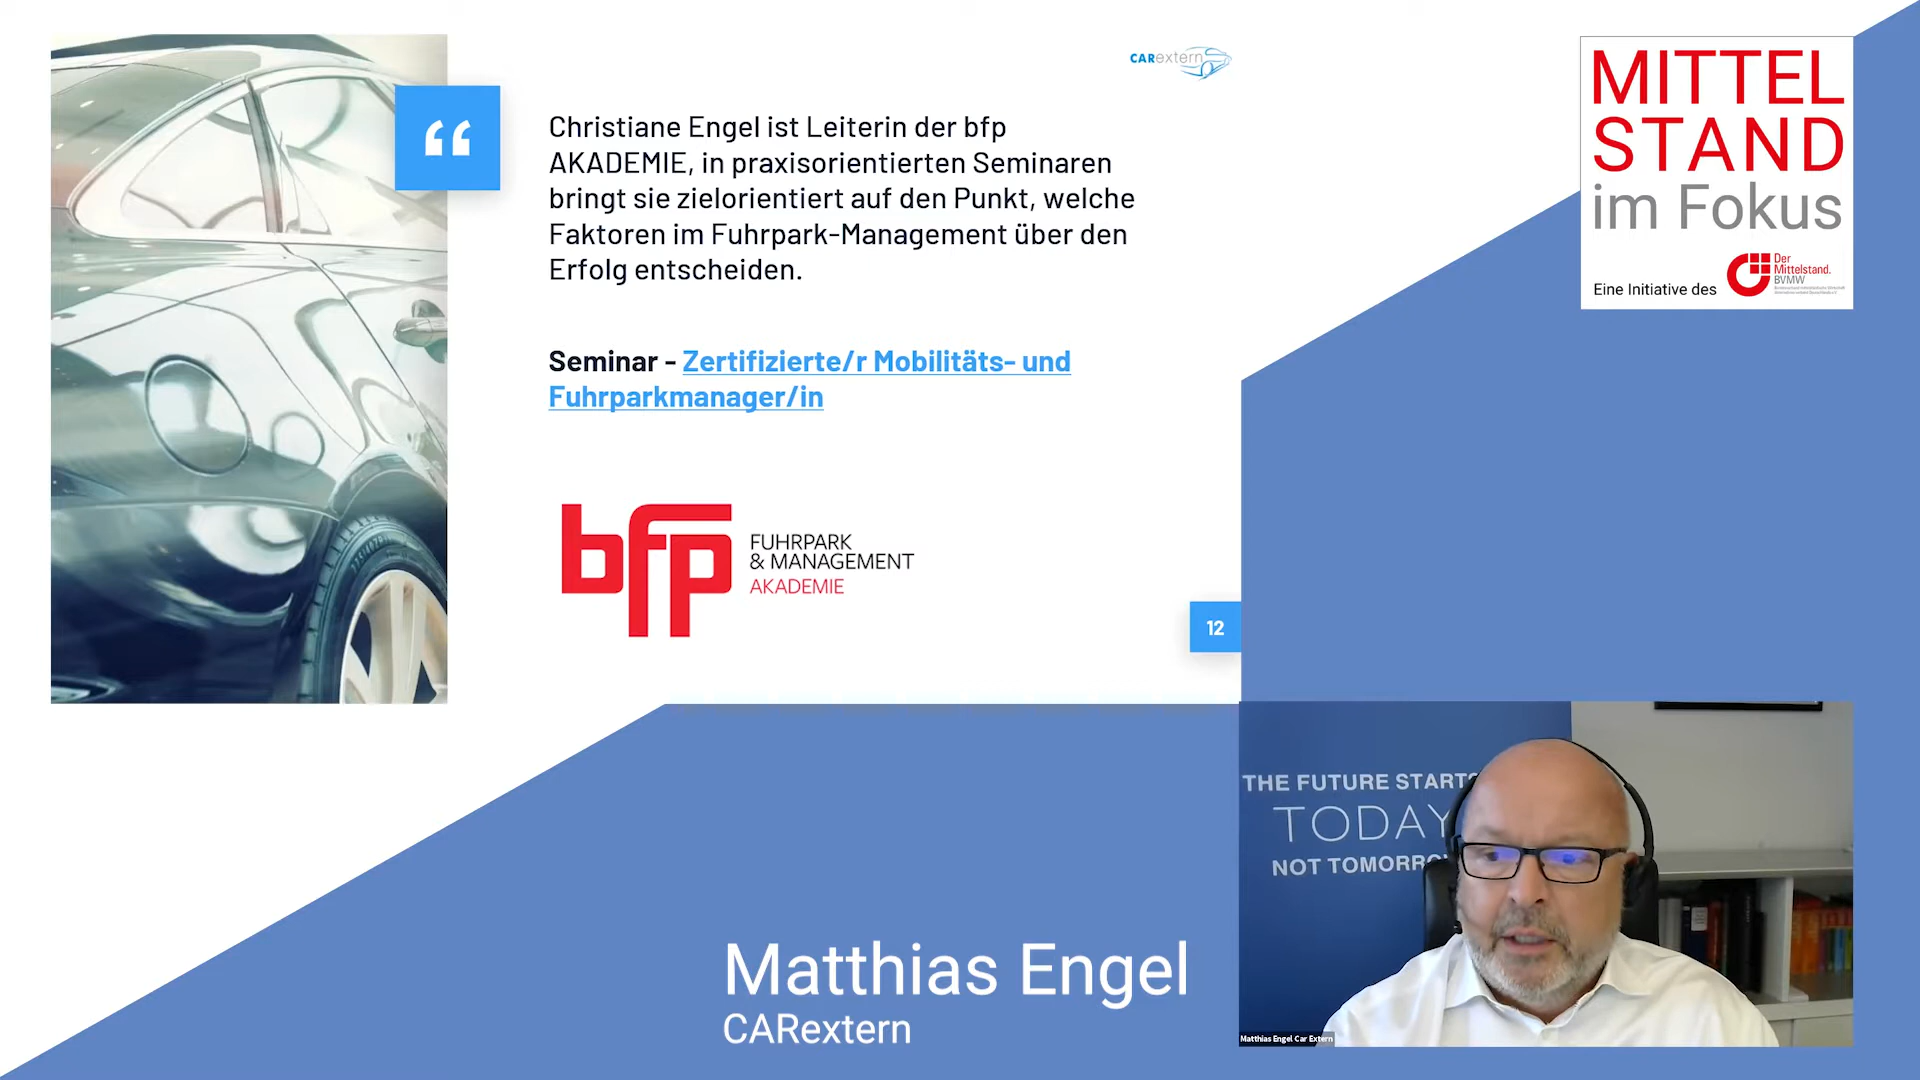 CARextern
“
Christiane Engel ist Leiterin der bfp
AKADEMIE, in praxisorientierten Seminaren
bringt sie zielorientiert auf den Punkt, welche
Faktoren im Fuhrpark-Management über den
Erfolg entscheiden.
Seminar - Zertifizierte/r Mobilitäts- und
Fuhrparkmanager/in
bfp
FUHRPARK
& MANAGEMENT
AKADEMIE
12
MITTEL
STAND
im Fokus
Eine Initiative des
Der
Mittelstand.
BVMW
THE FUTURE STARTS
TODAY
NOT TOMORROW
Matthias Engel
CARextern
Matthias Engel Car Extern